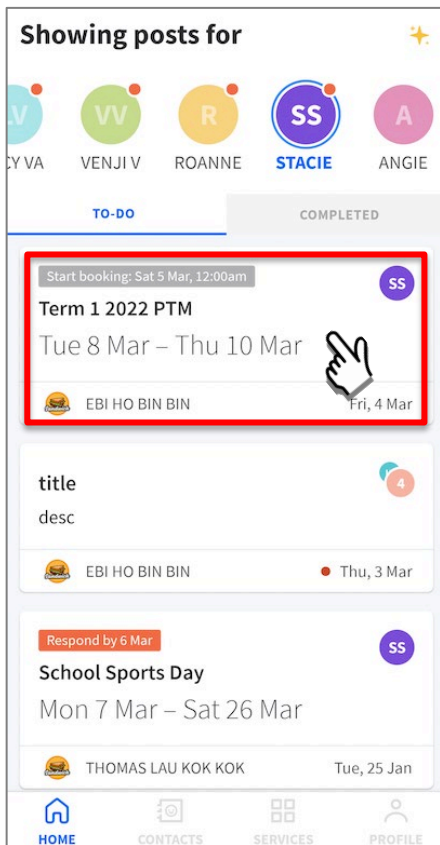 Showing posts for
LV
VV
R
SS
A
CY VA VENJI V ROANNE STACIE ANGIE
TO-DO COMPLETED
Start booking: Sat 5 Mar, 12:00am
SS
Term 1 2022 PTM
Tue 8 Mar – Thu 10 Mar
EBI HO BIN BIN Fri, 4 Mar
title
4
desc
EBI HO BIN BIN Thu, 3 Mar
Respond by 6 Mar
SS
School Sports Day
Mon 7 Mar – Sat 26 Mar
THOMAS LAU KOK KOK Tue, 25 Jan
HOME CONTACTS SERVICES PROFILE